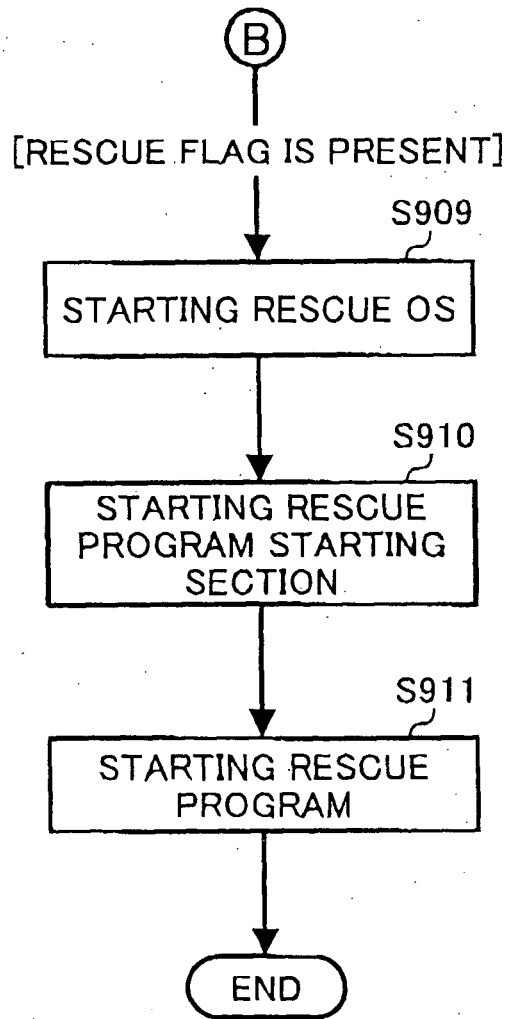 B
[RESCUE FLAG IS PRESENT]
S909
STARTING RESCUE OS
S910
STARTING RESCUE
PROGRAM STARTING
SECTION
S911
STARTING RESCUE
PROGRAM
END